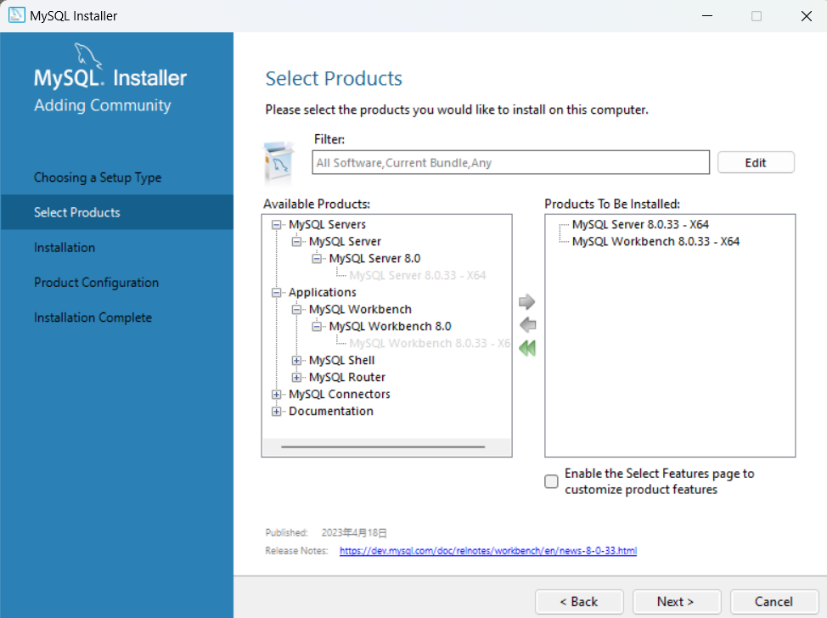 MySQL Installer
MySQL. Installer
Adding Community
Choosing a Setup Type
Select Products
Installation
Product Configuration
Installation Complete
Select Products
Please select the products you would like to install on this computer.
Filter:
All Software,Current Bundle,Any
Edit
Available Products:
MySQL Servers
MySQL Server
MySQL Server 8.0
MySQL Server 8.0.33 - X64
Applications
MySQL Workbench
MySQL Workbench 8.0
MySQL Workbench 8.0.33 - X6
MySQL Shell
MySQL Router
MySQL Connectors
Documentation
Products To Be Installed:
MySQL Server 8.0.33 - X64
MySQL Workbench 8.0.33 - X64
Enable the Select Features page to
customize product features
Published: 2023年4月18日
Release Notes: https://dev.mysql.com/doc/relnotes/workbench/en/news-8-0-33.html
< Back
Next >
Cancel